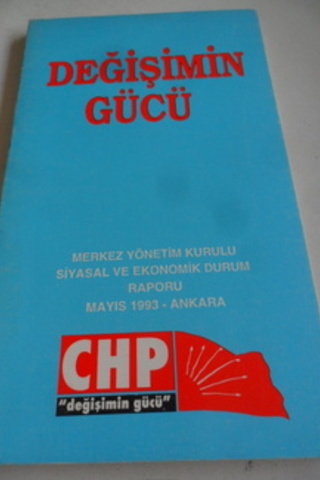 DEĞİŞİMİN
GÜCÜ
MERKEZ YÖNETİM KURULU
SİYASAL VE EKONOMİK DURUM
RAPORU
MAYIS 1993 - ANKARA
CHP
"değişimin gücü"